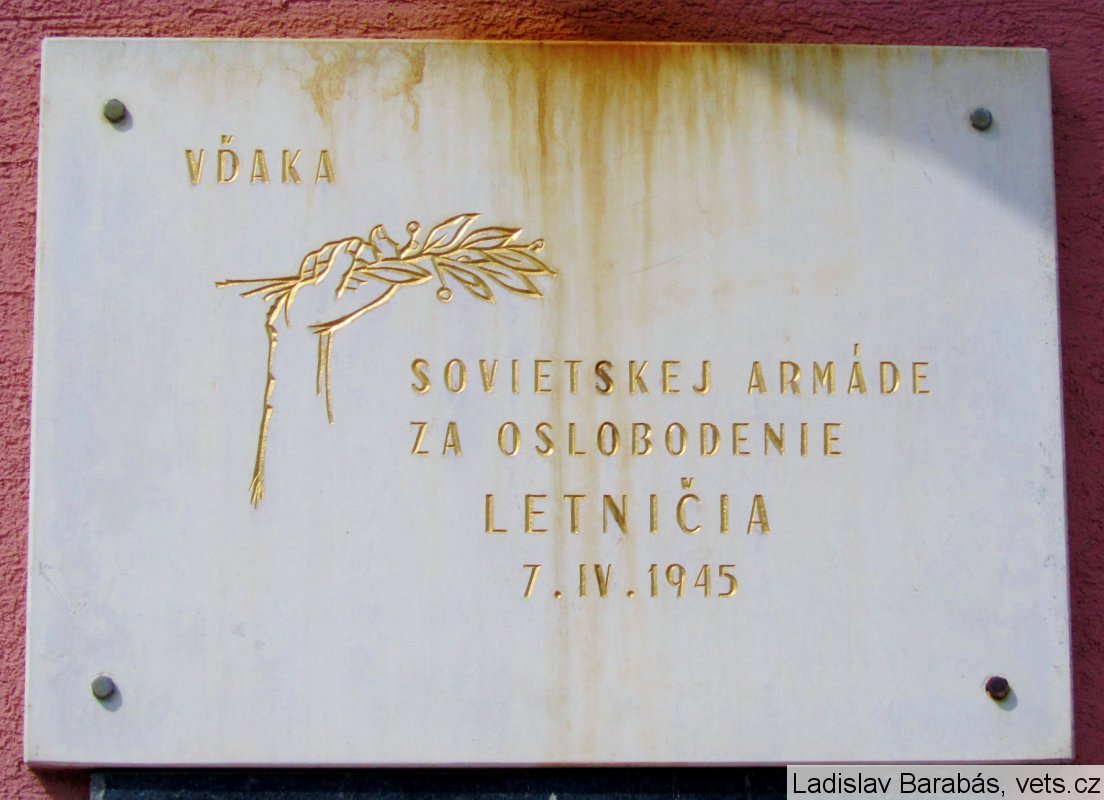 VĎAKA
SOVIETSKEJ ARMÁDE
ZA OSLOBODENIE
LETNIČIA
7.IV.1945
Ladislav Barabás, vets.cz